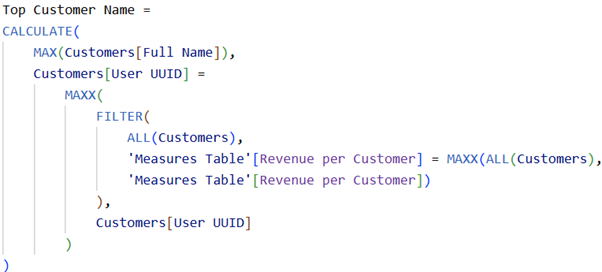 Top Customer Name =
CALCULATE(
    MAX(Customers[Full Name]),
    Customers[User UUID] =
        MAXX(
            FILTER(
                ALL(Customers),
                'Measures Table'[Revenue per Customer] = MAXX(ALL(Customers),
                'Measures Table'[Revenue per Customer])
            ),
            Customers[User UUID]
        )
)